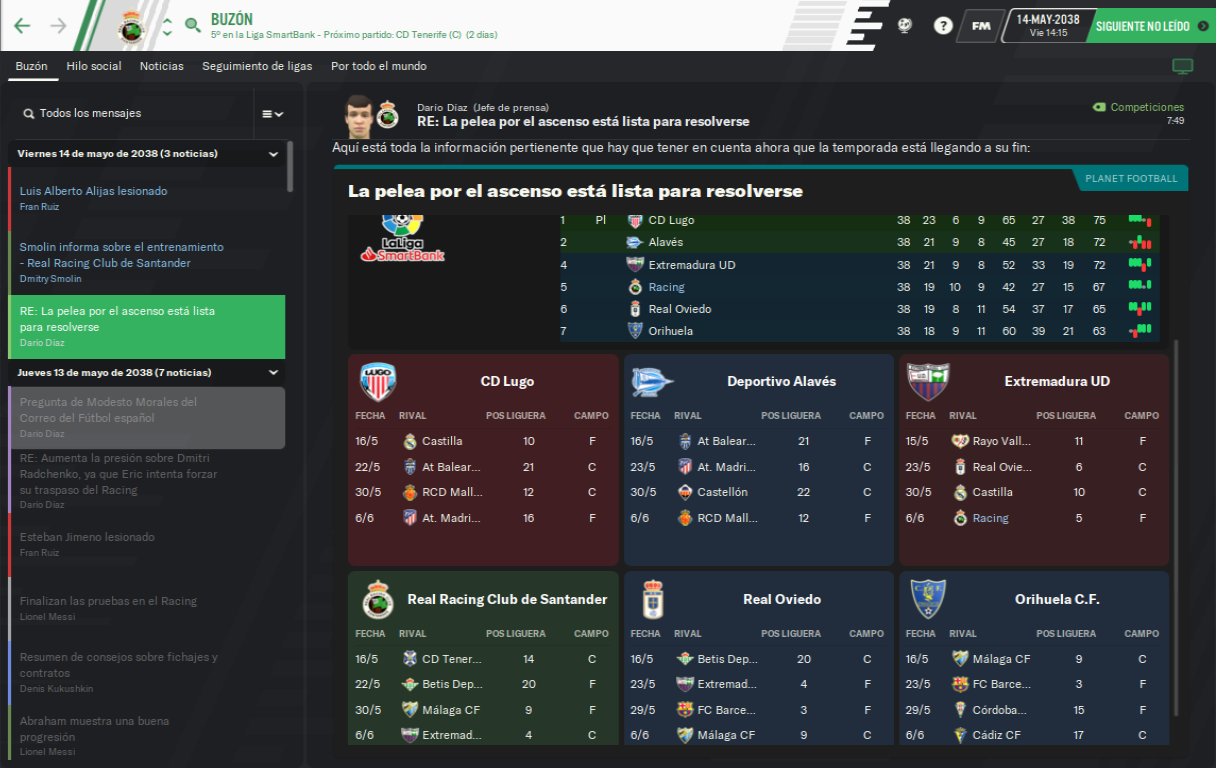 BUZÓN
5º en la Liga SmartBank - Próximo partido: CD Tenerife (C) (2 días)
?
FM
14-MAY-2038
Vie 14:15
SIGUIENTE NO LEÍDO
Buzón Hilo social Noticias Seguimiento de ligas Por todo el mundo
Todos los mensajes
Viernes 14 de mayo de 2038 (3 noticias)
Luis Alberto Alijas lesionado
Fran Ruiz
Smolin informa sobre el entrenamiento
- Real Racing Club de Santander
Dmitry Smolin
RE: La pelea por el ascenso está lista
para resolverse
Darío Díaz
Jueves 13 de mayo de 2038 (7 noticias)
Pregunta de Modesto Morales del
Correo del Fútbol español
Darío Díaz
RE: Aumenta la presión sobre Dmitri
Radchenko, ya que Eric intenta forzar
su traspaso del Racing
Darío Díaz
Esteban Jimeno lesionado
Fran Ruiz
Finalizan las pruebas en el Racing
Lionel Messi
Resumen de consejos sobre fichajes y
contratos
Denis Kukushkin
Abraham muestra una buena
progresión
Lionel Messi
Darío Díaz (Jefe de prensa)
RE: La pelea por el ascenso está lista para resolverse
Competiciones
7:49
Aquí está toda la información pertinente que hay que tener en cuenta ahora que la temporada está llegando a su fin:
PLANET FOOTBALL
La pelea por el ascenso está lista para resolverse
LaLiga
SmartBank
1 Pl CD Lugo 38 23 6 9 65 27 38 75
2 Alavés 38 21 9 8 45 27 18 72
4 Extremadura UD 38 21 9 8 52 33 19 72
5 Racing 38 19 10 9 42 27 15 67
6 Real Oviedo 38 19 8 11 54 37 17 65
7 Orihuela 38 18 9 11 60 39 21 63
LUGO
CD Lugo
FECHA RIVAL POS LIGUERA CAMPO
16/5 Castilla 10 F
22/5 At Balear... 21 C
30/5 RCD Mall... 12 C
6/6 At. Madri... 16 F
Deportivo Alavés
FECHA RIVAL POS LIGUERA CAMPO
16/5 At Balear... 21 F
23/5 At. Madri... 16 C
30/5 Castellón 22 C
6/6 RCD Mall... 12 F
Extremadura UD
FECHA RIVAL POS LIGUERA CAMPO
15/5 Rayo Vall... 11 F
23/5 Real Ovie... 6 C
30/5 Castilla 10 C
6/6 Racing 5 F
Real Racing Club de Santander
FECHA RIVAL POS LIGUERA CAMPO
16/5 CD Tener... 14 C
22/5 Betis Dep... 20 F
30/5 Málaga CF 9 F
6/6 Extremad... 4 C
Real Oviedo
FECHA RIVAL POS LIGUERA CAMPO
16/5 Betis Dep... 20 C
23/5 Extremad... 4 F
29/5 FC Barce... 3 F
6/6 Málaga CF 9 C
Orihuela C.F.
FECHA RIVAL POS LIGUERA CAMPO
16/5 Málaga CF 9 C
23/5 FC Barce... 3 F
29/5 Córdoba... 15 F
6/6 Cádiz CF 17 C